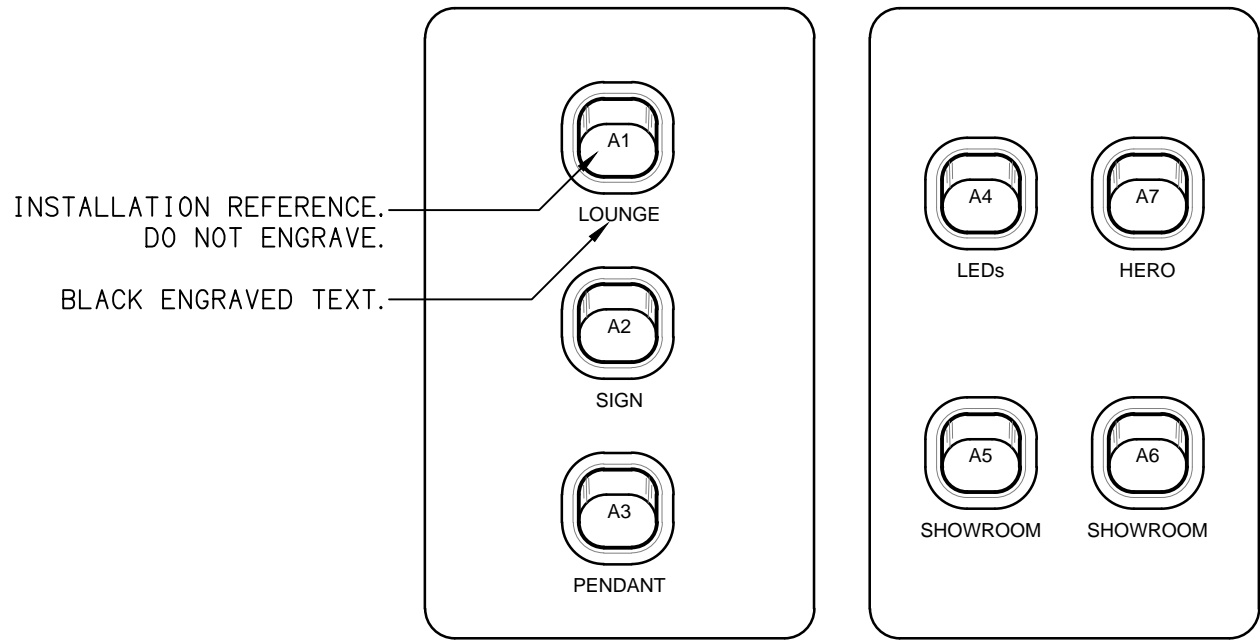 INSTALLATION REFERENCE.
DO NOT ENGRAVE.
BLACK ENGRAVED TEXT.
A1
LOUNGE
A2
SIGN
A3
PENDANT
A4 A7
LEDs HERO
A5 A6
SHOWROOM SHOWROOM